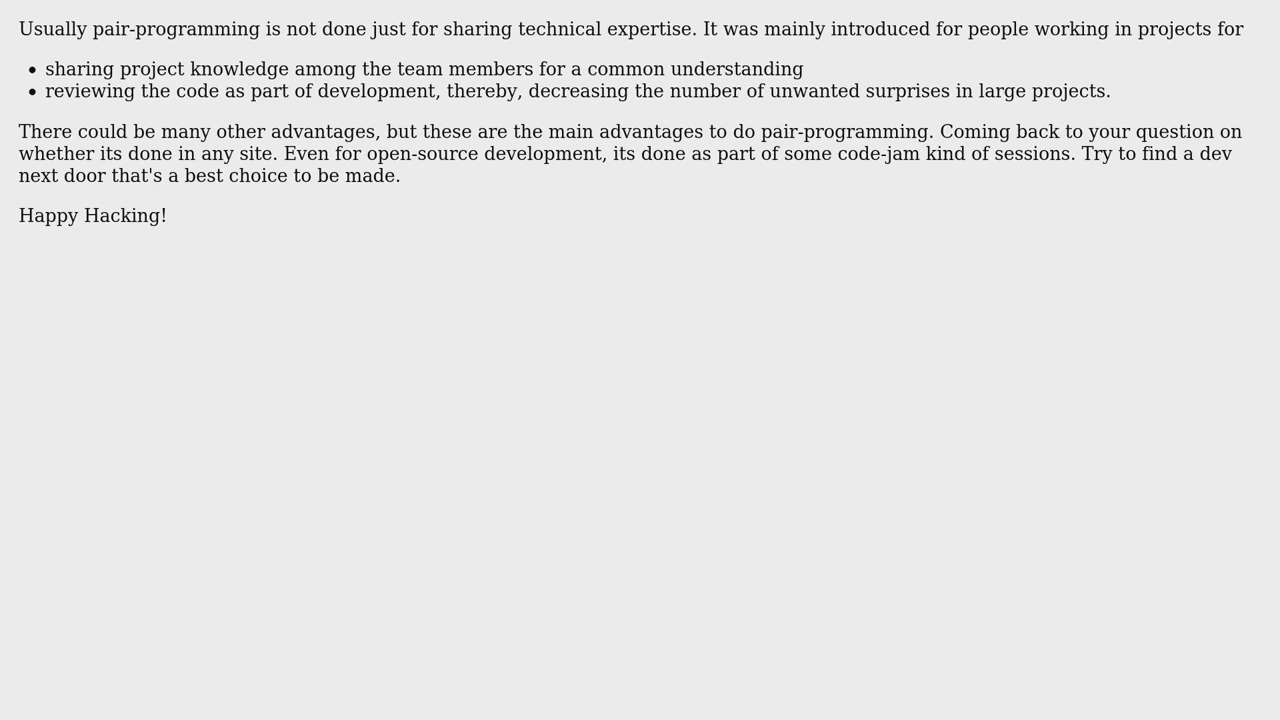 Usually pair-programming is not done just for sharing technical expertise. It was mainly introduced for people working in projects for
• sharing project knowledge among the team members for a common understanding
• reviewing the code as part of development, thereby, decreasing the number of unwanted surprises in large projects.
There could be many other advantages, but these are the main advantages to do pair-programming. Coming back to your question on
whether its done in any site. Even for open-source development, its done as part of some code-jam kind of sessions. Try to find a dev
next door that's a best choice to be made.
Happy Hacking!